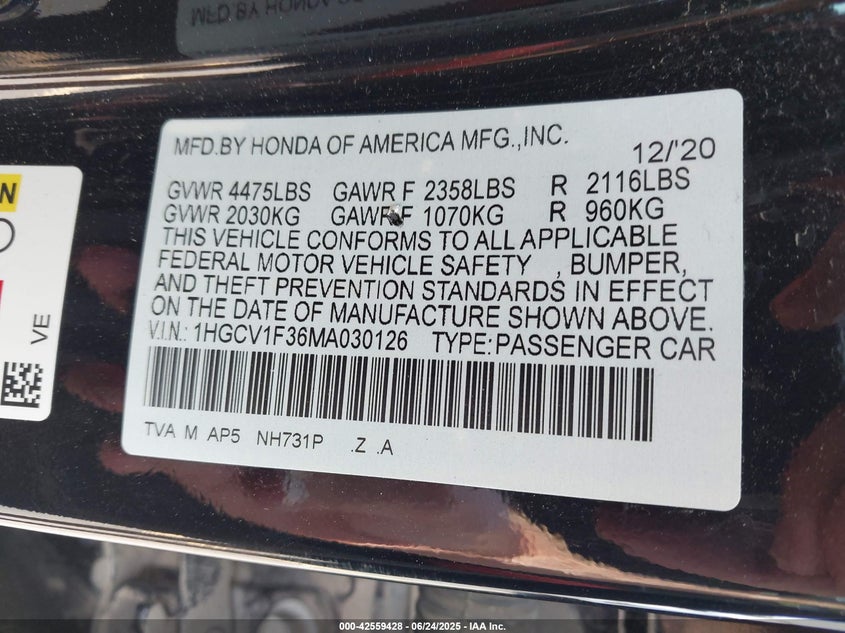 MFD.BY HONDA
MFD.BY HONDA OF AMERICA MFG.,INC. 12/'20
GVWR 4475LBS GAWR F 2358LBS R 2116LBS
GVWR 2030KG GAWR F 1070KG R 960KG
THIS VEHICLE CONFORMS TO ALL APPLICABLE
FEDERAL MOTOR VEHICLE SAFETY , BUMPER,
AND THEFT PREVENTION STANDARDS IN EFFECT
ON THE DATE OF MANUFACTURE SHOWN ABOVE.
V.I.N.: 1HGCV1F36MA030126 TYPE:PASSENGER CAR
TVA M AP5 NH731P .Z .A
VE
000-42559428 - 06/24/2025 - IAA Inc.